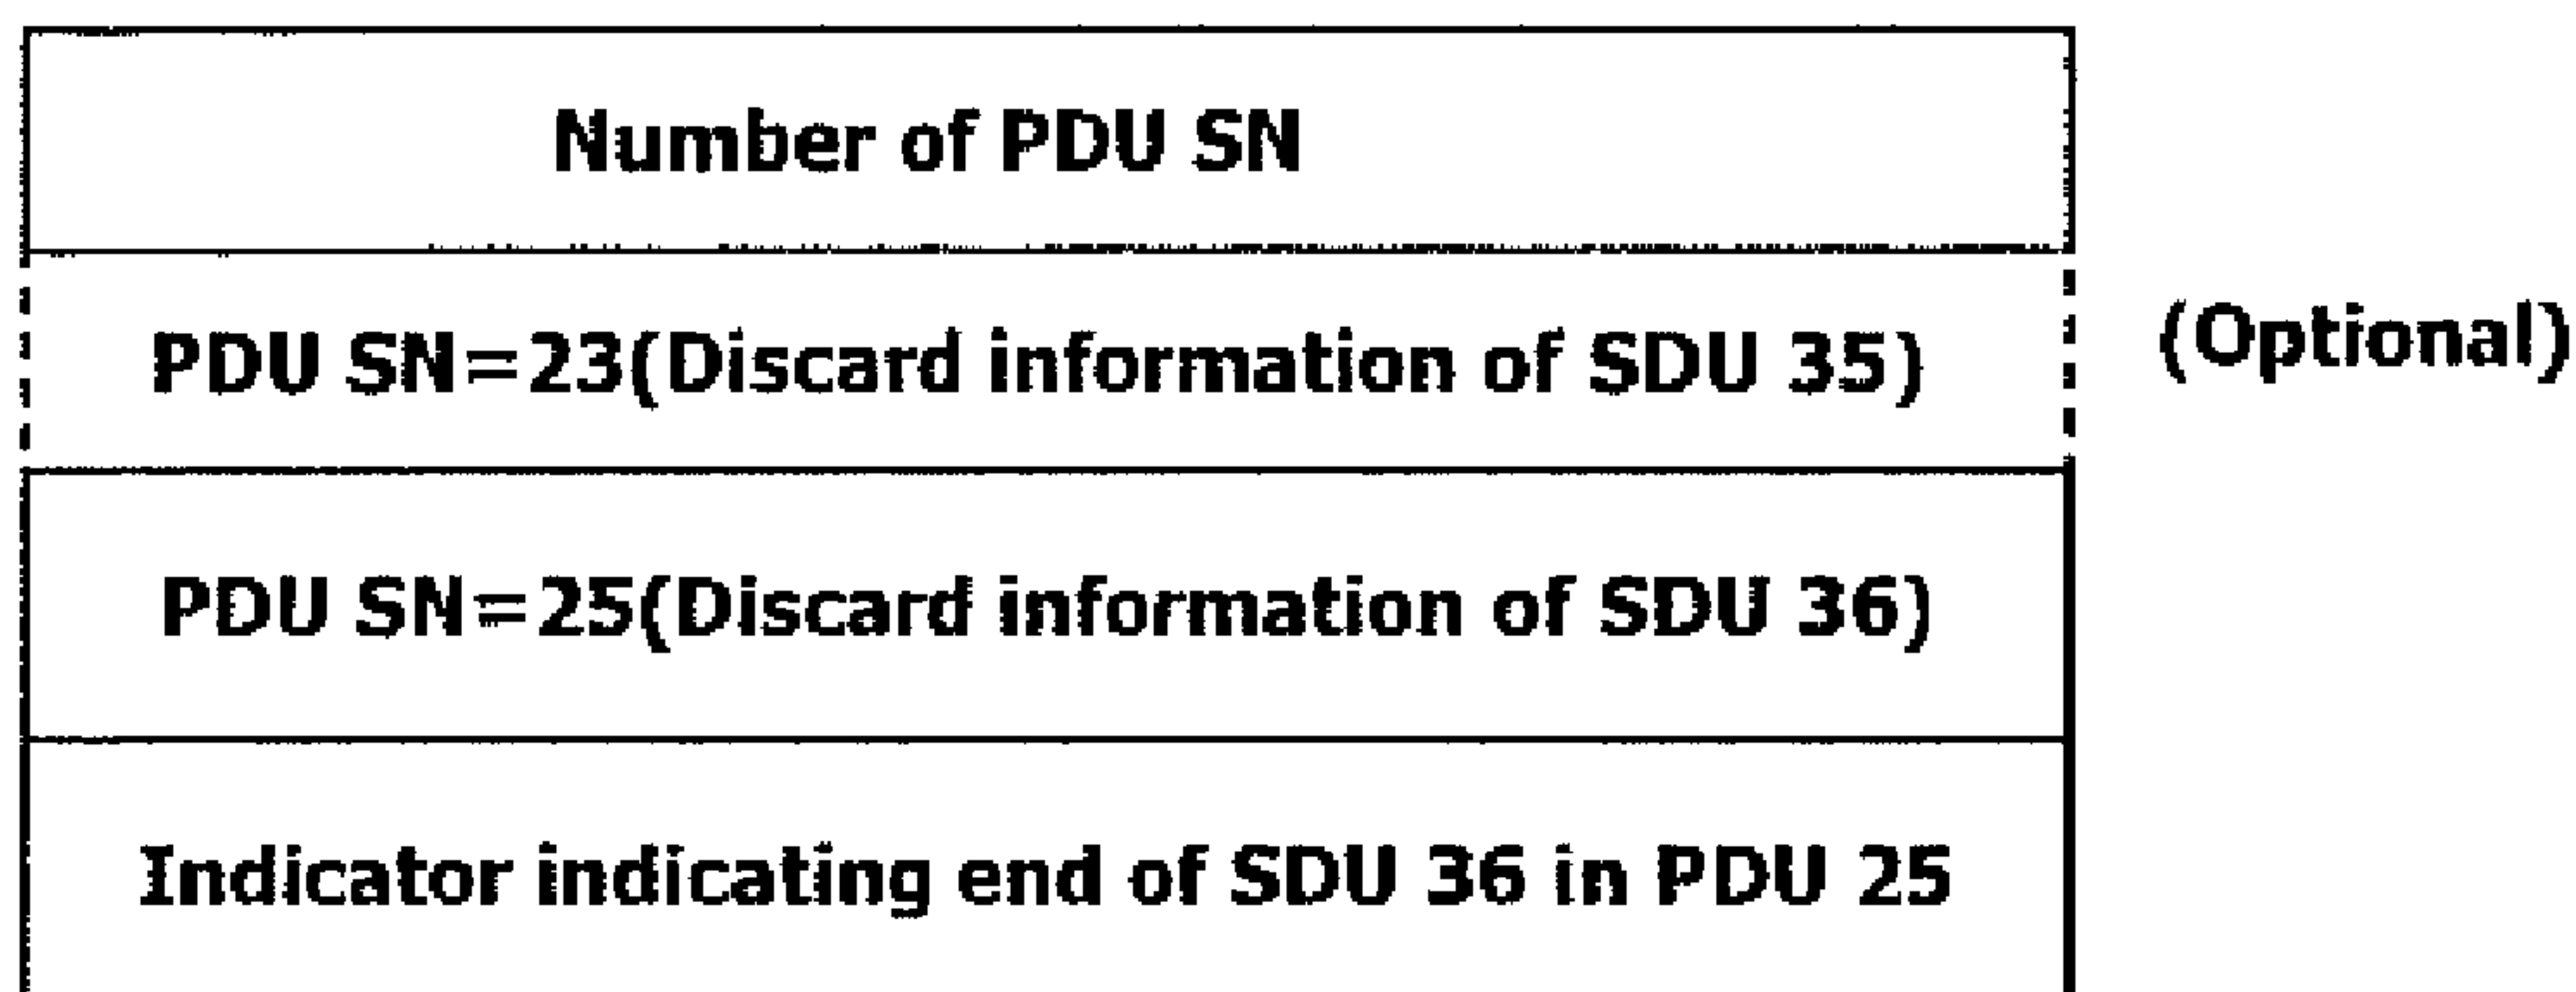 Number of PDU SN
PDU SN=23(Discard information of SDU 35)
(Optional)
PDU SN=25(Discard information of SDU 36)
Indicator indicating end of SDU 36 in PDU 25